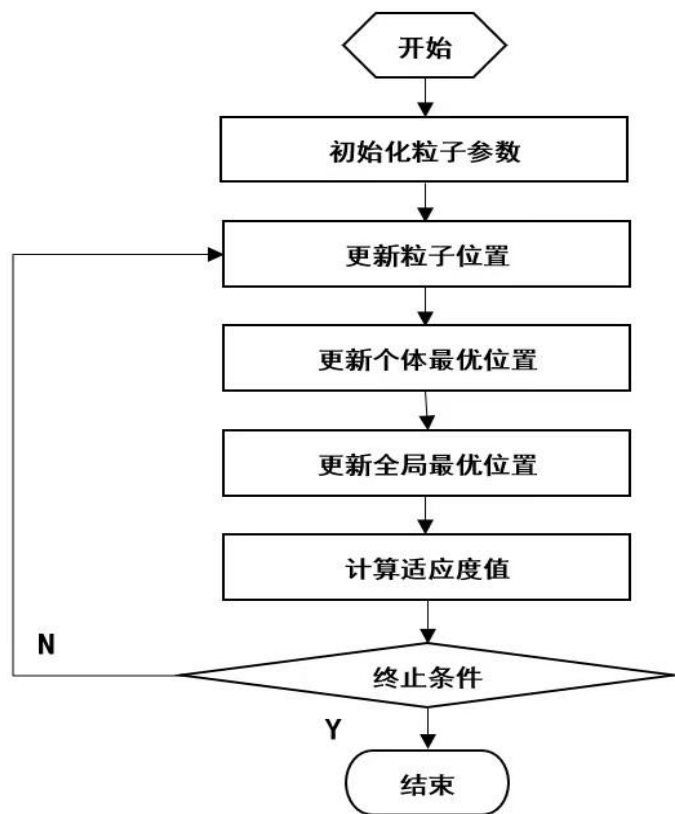 开始
初始化粒子参数
更新粒子位置
更新个体最优位置
更新全局最优位置
计算适应度值
N
终止条件
Y
结束